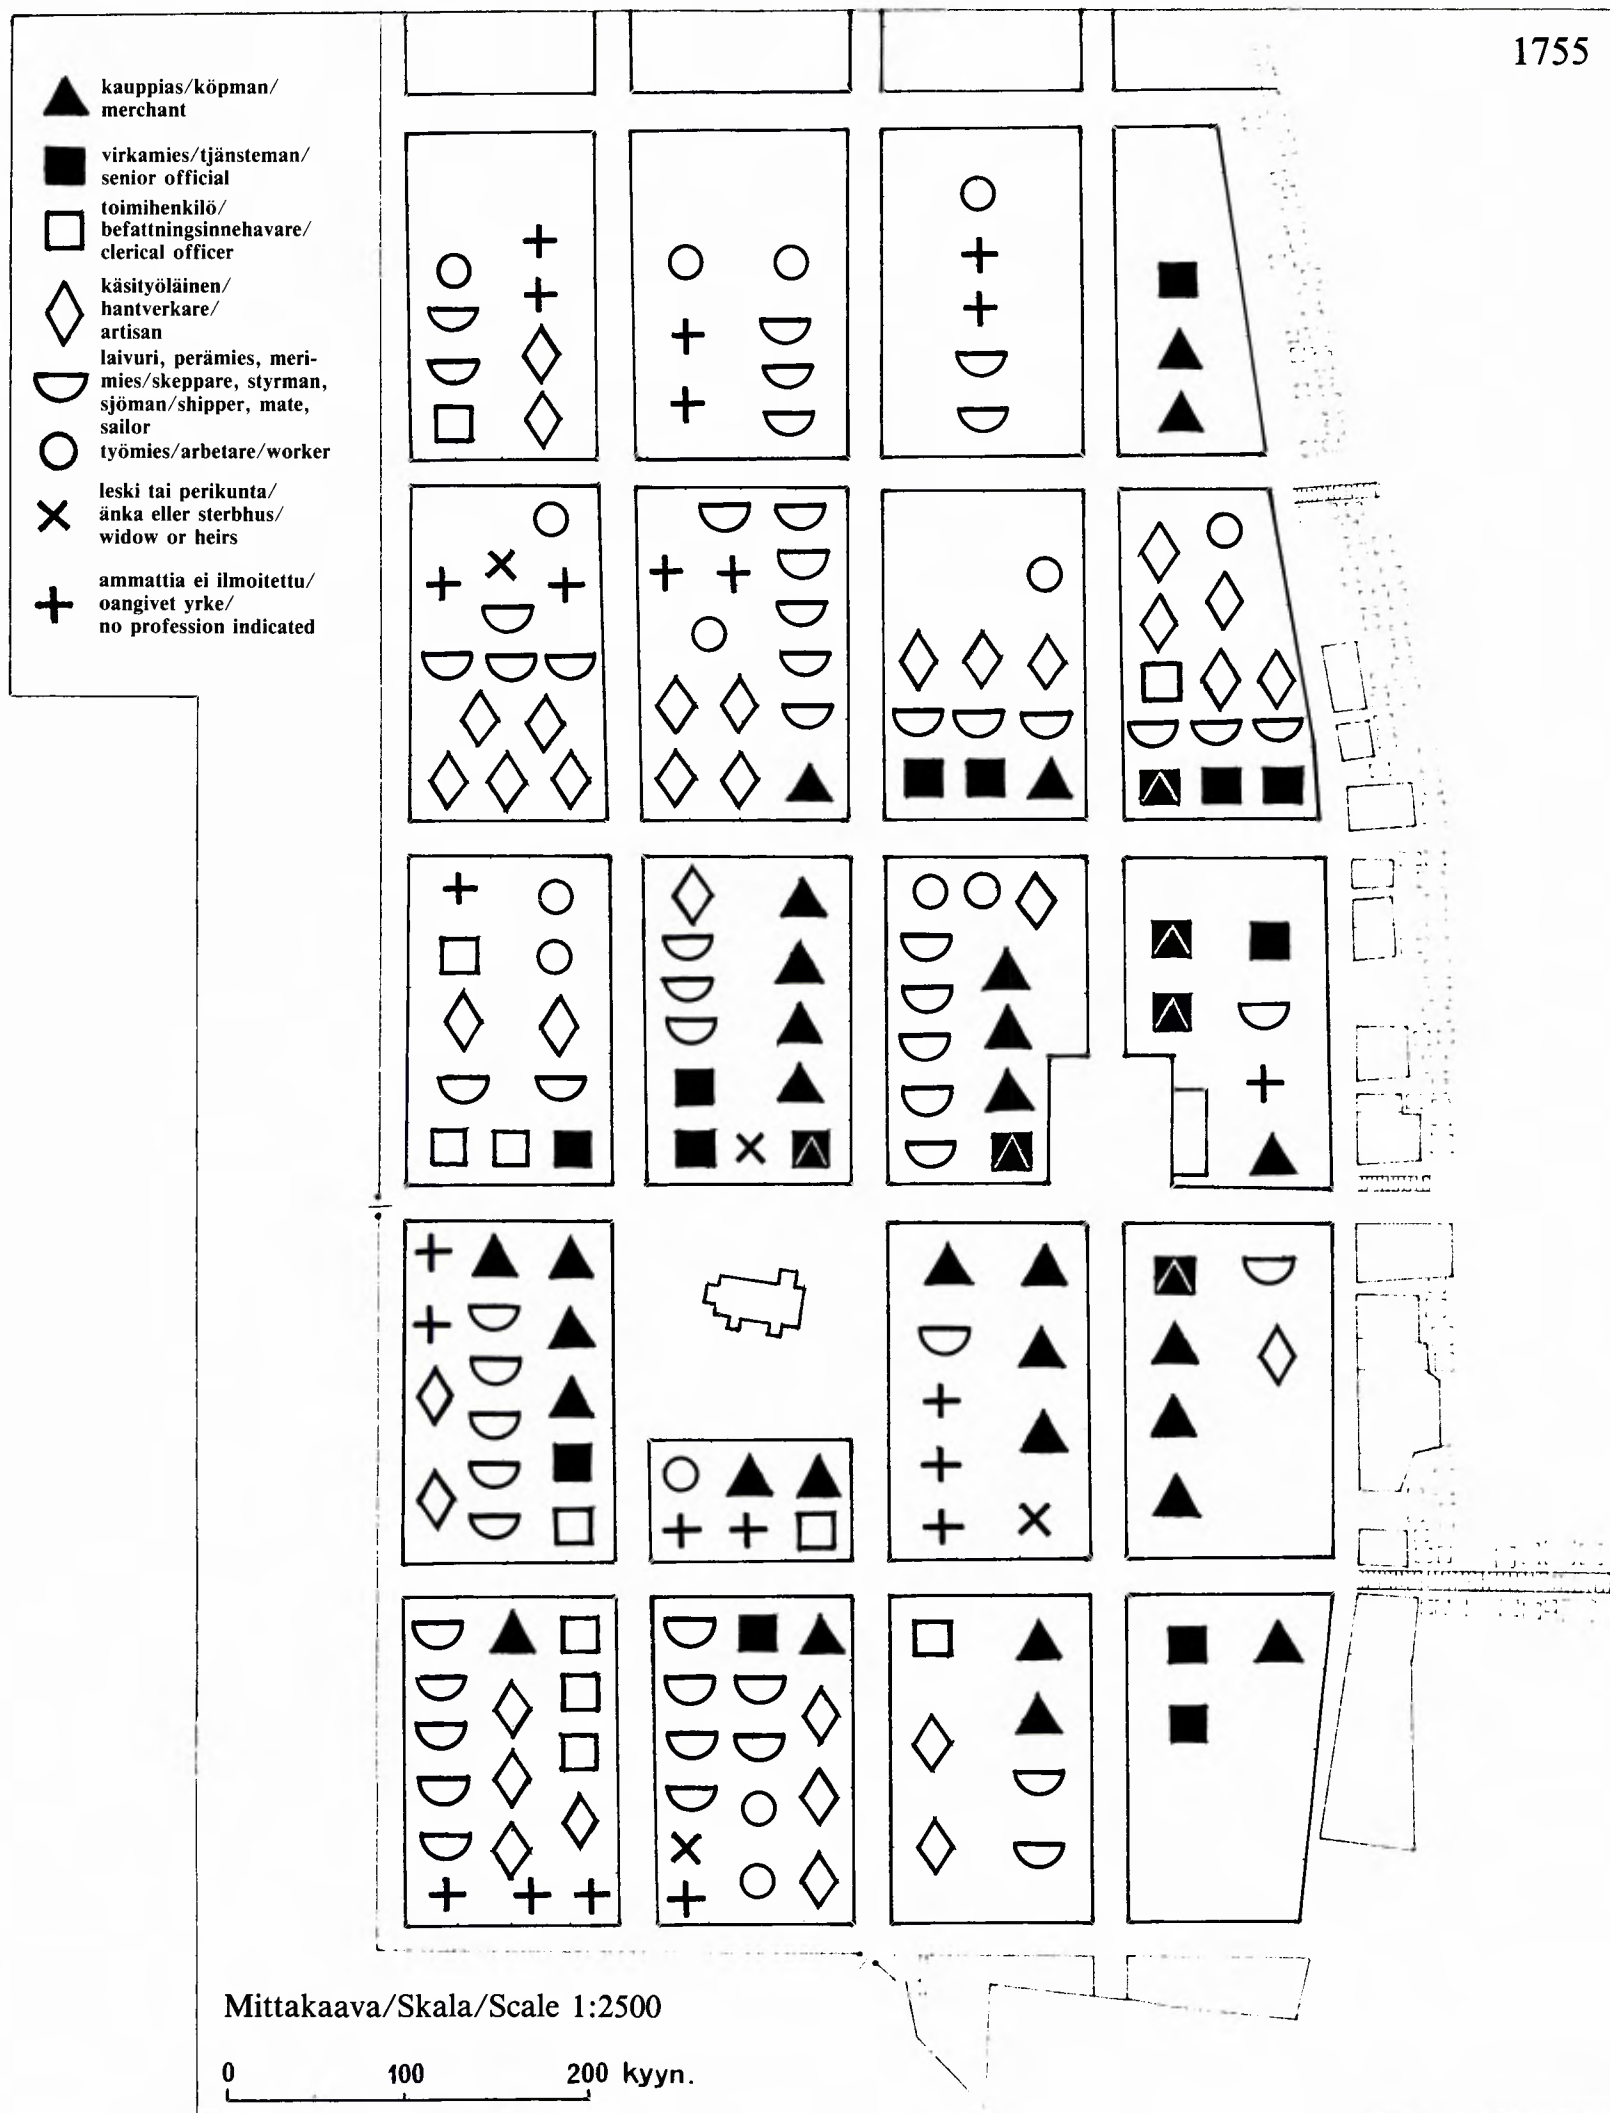 1755
kauppias/köpman/
merchant
virkamies/tjänsteman/
senior official
toimihenkilö/
befattningsinnehavare/
clerical officer
käsityöläinen/
hantverkare/
artisan
laivuri, perämies, meri-
mies/skeppare, styrman,
sjöman/shipper, mate,
sailor
työmies/arbetare/worker
leski tai perikunta/
änka eller sterbhus/
widow or heirs
ammattia ei ilmoitettu/
oangivet yrke/
no profession indicated
Mittakaava/Skala/Scale 1:2500
0 100 200 kyyn.